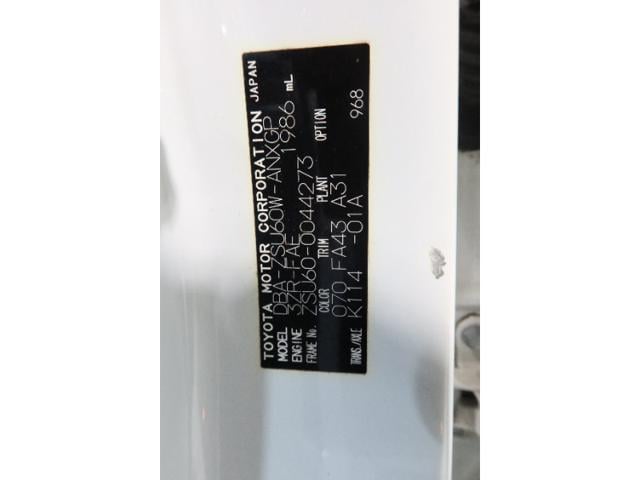 TOYOTA MOTOR CORPORATION JAPAN
MODEL DBA-ZSU60W-ANXGP
ENGINE 3ZR-FAE 1986 mL
FRAME No. ZSU60-0044273
COLOR TRIM PLANT OPTION
070 FA43 A31 968
TRANS./AXLE K114 -01A